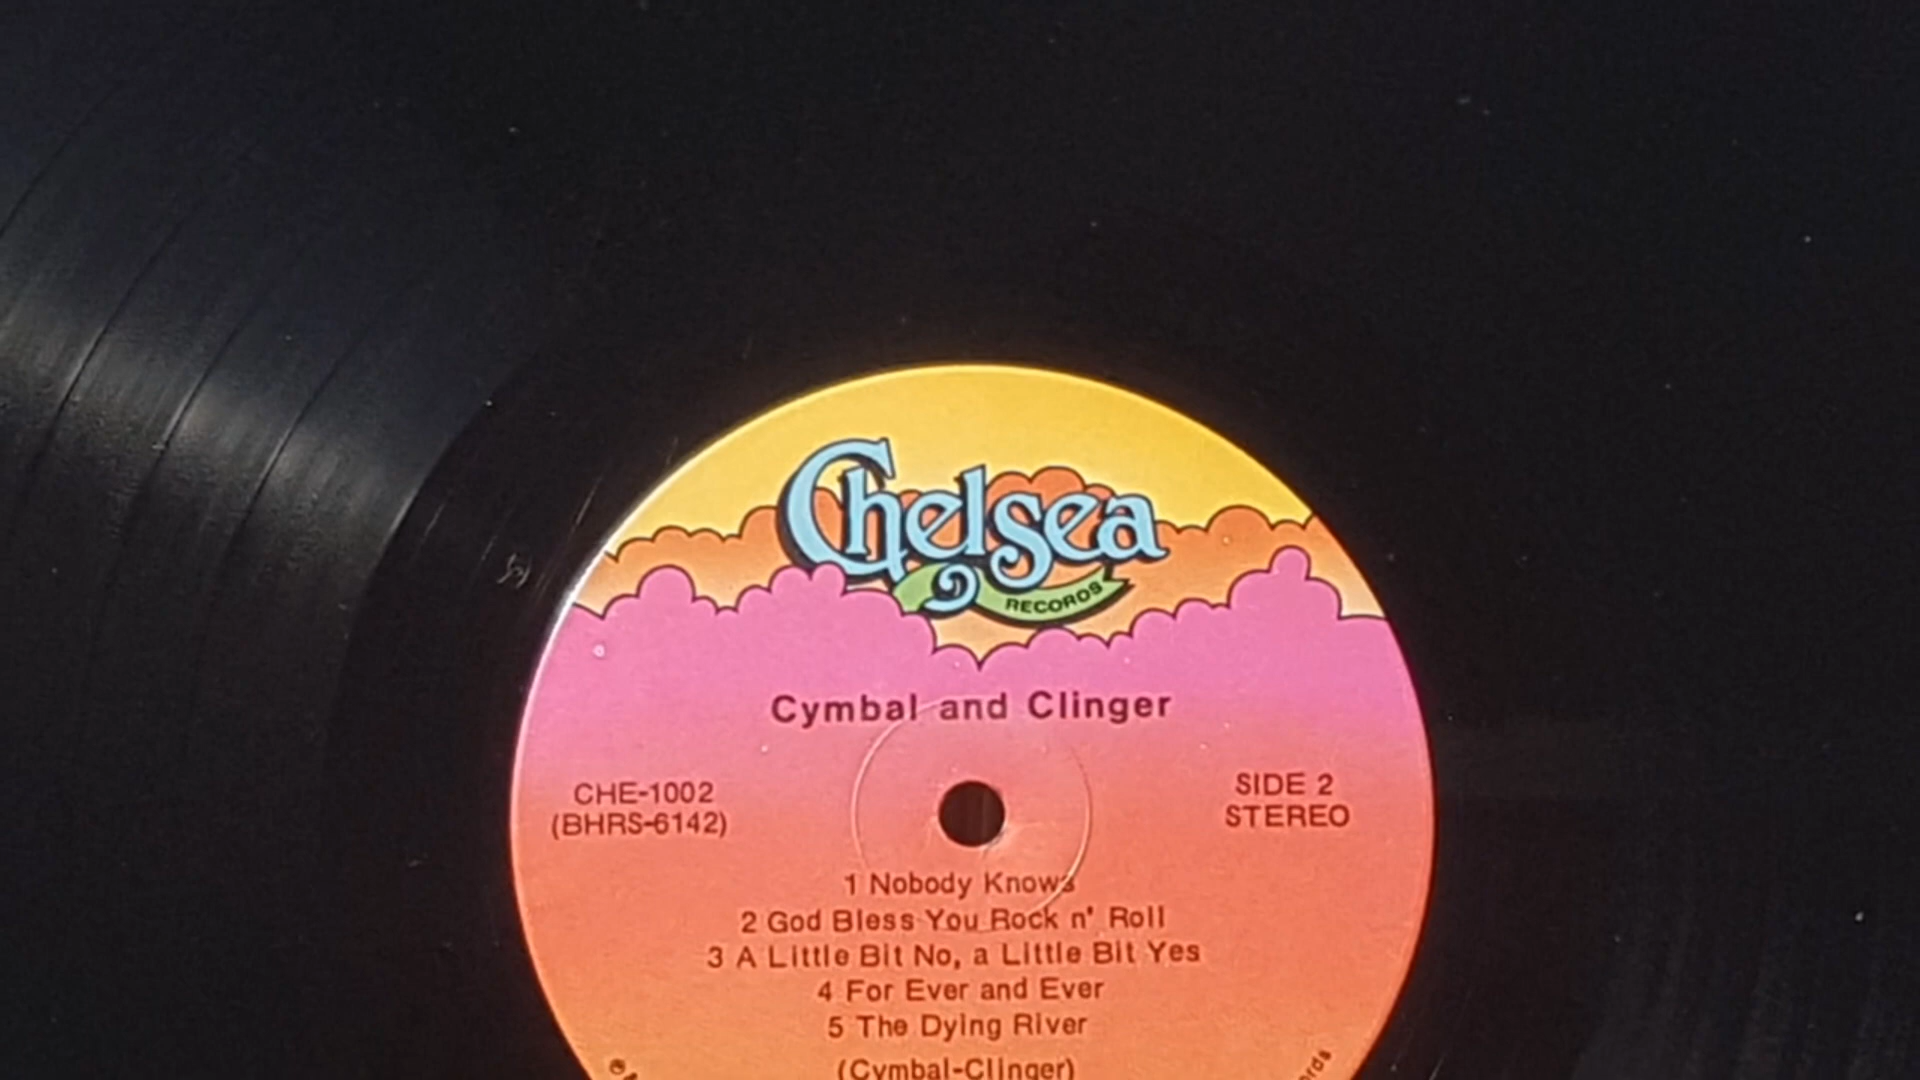 Chelsea
RECORDS
Cymbal and Clinger
CHE-1002
(BHRS-6142)
SIDE 2
STEREO
1 Nobody Knows
2 God Bless You Rock n' Roll
3 A Little Bit No, a Little Bit Yes
4 For Ever and Ever
5 The Dying River
(Cymbal-Clinger)